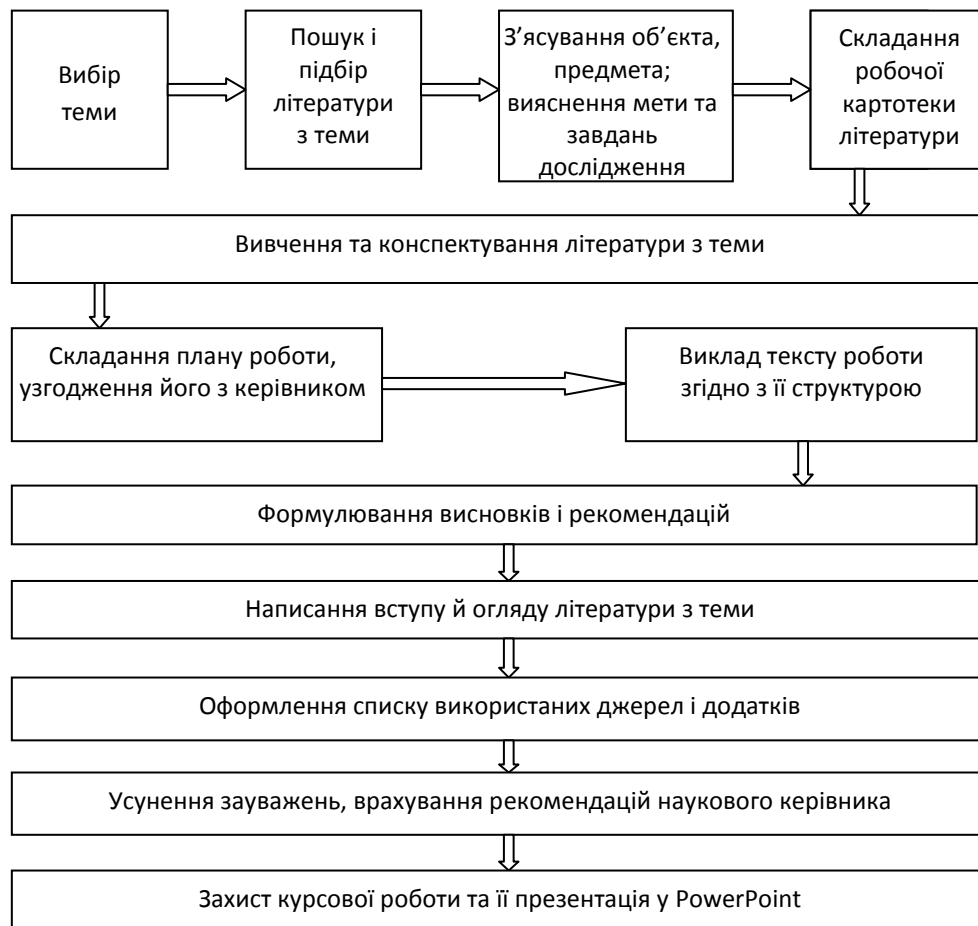 Вибір
теми
Пошук і
підбір
літератури
з теми
З’ясування об’єкта,
предмета;
вияснення мети та
завдань
дослідження
Складання
робочої
картотеки
літератури
Вивчення та конспектування літератури з теми
Складання плану роботи,
узгодження його з керівником
Виклад тексту роботи
згідно з її структурою
Формулювання висновків і рекомендацій
Написання вступу й огляду літератури з теми
Оформлення списку використаних джерел і додатків
Усунення зауважень, врахування рекомендацій наукового керівника
Захист курсової роботи та її презентація у PowerPoint